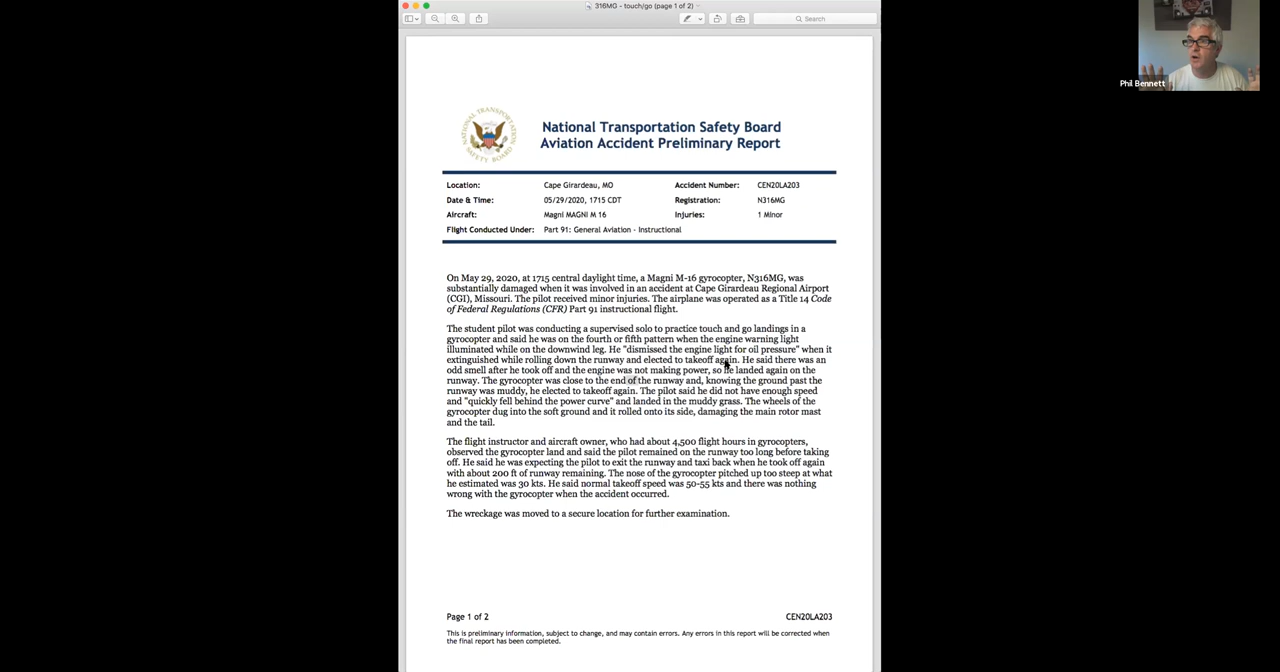 316MG - touch/go (page 1 of 2)
Search
Phil Bennett
NATIONAL TRANSPORTATION SAFETY BOARD
National Transportation Safety Board
Aviation Accident Preliminary Report
Location: Cape Girardeau, MO Accident Number: CEN20LA203
Date & Time: 05/29/2020, 1715 CDT Registration: N316MG
Aircraft: Magni MAGNI M 16 Injuries: 1 Minor
Flight Conducted Under: Part 91: General Aviation - Instructional
On May 29, 2020, at 1715 central daylight time, a Magni M-16 gyrocopter, N316MG, was
substantially damaged when it was involved in an accident at Cape Girardeau Regional Airport
(CGI), Missouri. The pilot received minor injuries. The airplane was operated as a Title 14 Code
of Federal Regulations (CFR) Part 91 instructional flight.
The student pilot was conducting a supervised solo to practice touch and go landings in a
gyrocopter and said he was on the fourth or fifth pattern when the engine warning light
illuminated while on the downwind leg. He "dismissed the engine light for oil pressure" when it
extinguished while rolling down the runway and elected to takeoff again. He said there was an
odd smell after he took off and the engine was not making power, so he landed again on the
runway. The gyrocopter was close to the end of the runway and, knowing the ground past the
runway was muddy, he elected to takeoff again. The pilot said he did not have enough speed
and "quickly fell behind the power curve" and landed in the muddy grass. The wheels of the
gyrocopter dug into the soft ground and it rolled onto its side, damaging the main rotor mast
and the tail.
The flight instructor and aircraft owner, who had about 4,500 flight hours in gyrocopters,
observed the gyrocopter land and said the pilot remained on the runway too long before taking
off. He said he was expecting the pilot to exit the runway and taxi back when he took off again
with about 200 ft of runway remaining. The nose of the gyrocopter pitched up too steep at what
he estimated was 30 kts. He said normal takeoff speed was 50-55 kts and there was nothing
wrong with the gyrocopter when the accident occurred.
The wreckage was moved to a secure location for further examination.
Page 1 of 2 CEN20LA203
This is preliminary information, subject to change, and may contain errors. Any errors in this report will be corrected when
the final report has been completed.